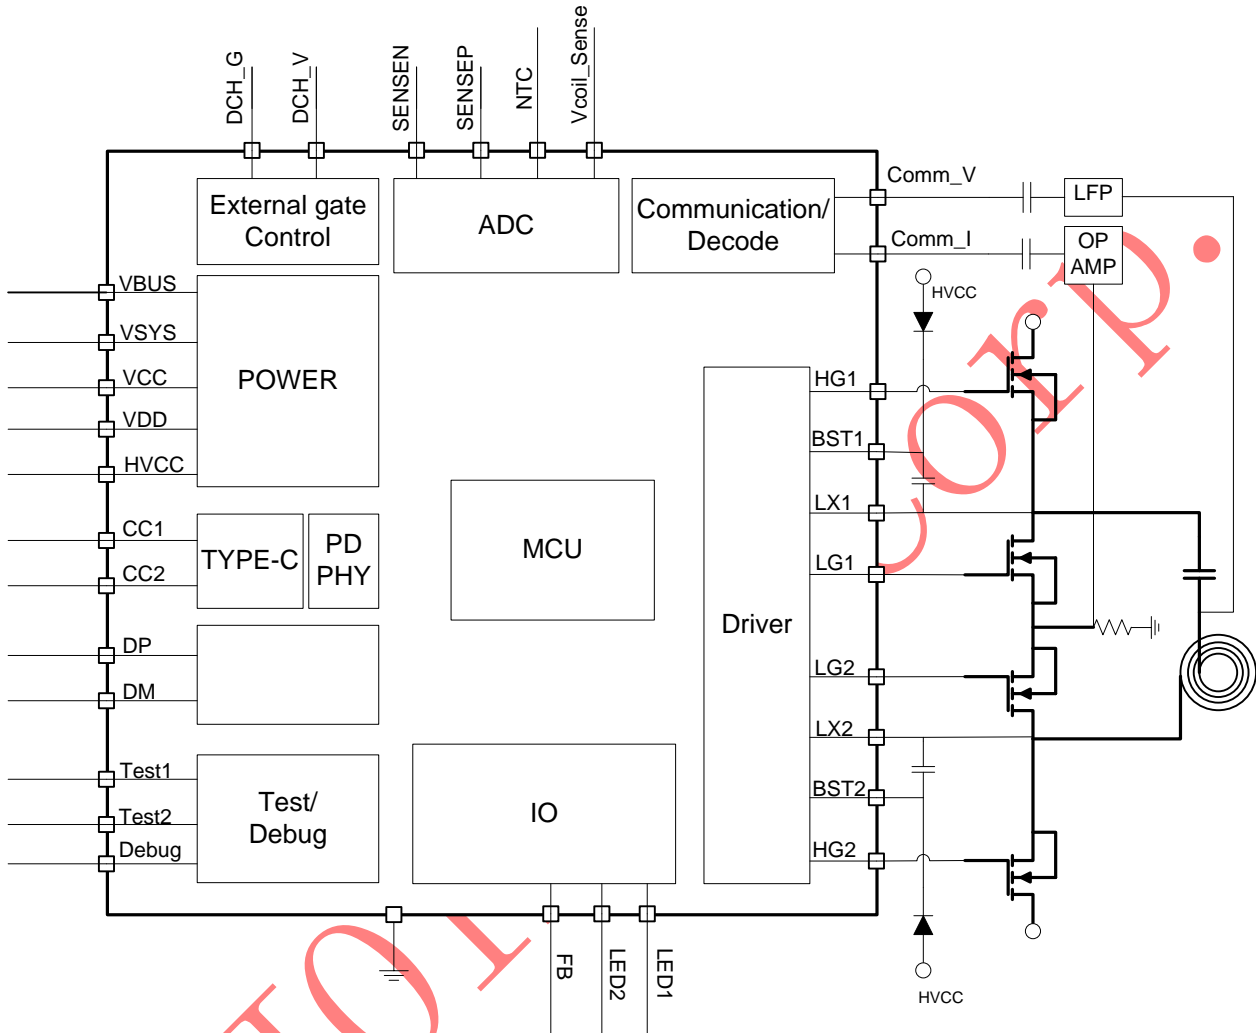 DCH_G
DCH_V
SENSEN
SENSEP
NTC
Vcoil_Sense
External gate
Control
ADC
Communication/
Decode
Comm_V
Comm_I
LFP
OP
AMP
HVCC
VBUS
VSYS
VCC
VDD
HVCC
POWER
CC1
CC2
TYPE-C
PD
PHY
MCU
DP
DM
Test1
Test2
Debug
Test/
Debug
IO
Driver
HG1
BST1
LX1
LG1
LG2
LX2
BST2
HG2
HVCC
FB
LED2
LED1
Corp.